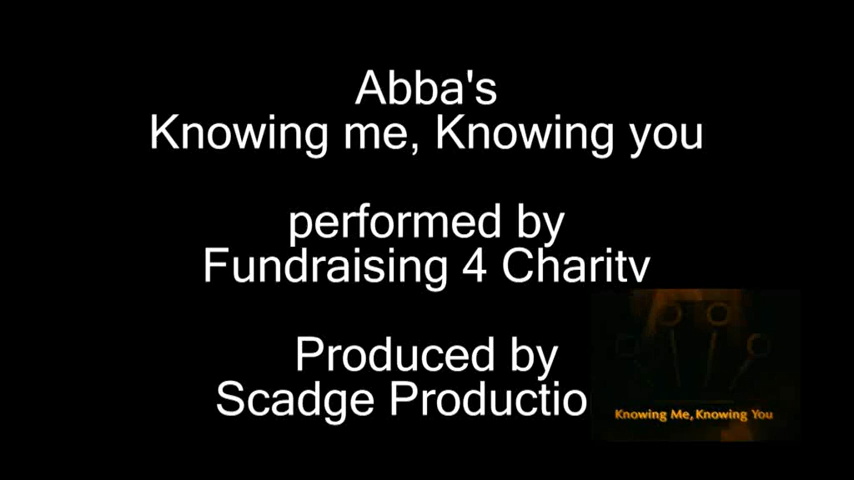 Abba's
Knowing me, Knowing you
performed by
Fundraising 4 Charity
Produced by
Scadge Productio
Knowing Me, Knowing You